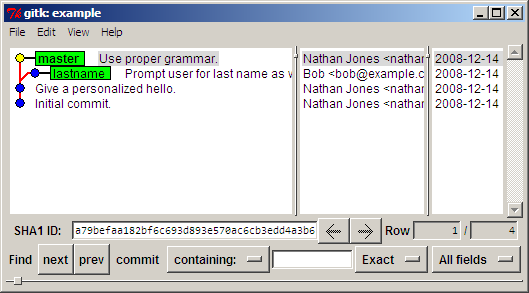 gitk: example
File Edit View Help
master Use proper grammar. Nathan Jones <nathan 2008-12-14
lastname Prompt user for last name as w Bob <bob@example.c 2008-12-14
Give a personalized hello. Nathan Jones <nathan 2008-12-14
Initial commit. Nathan Jones <nathan 2008-12-14
SHA1 ID: a79befaa182bf6c693d893e570ac6cb3edd4a3b6 Row 1 / 4
Find next prev commit containing: Exact All fields